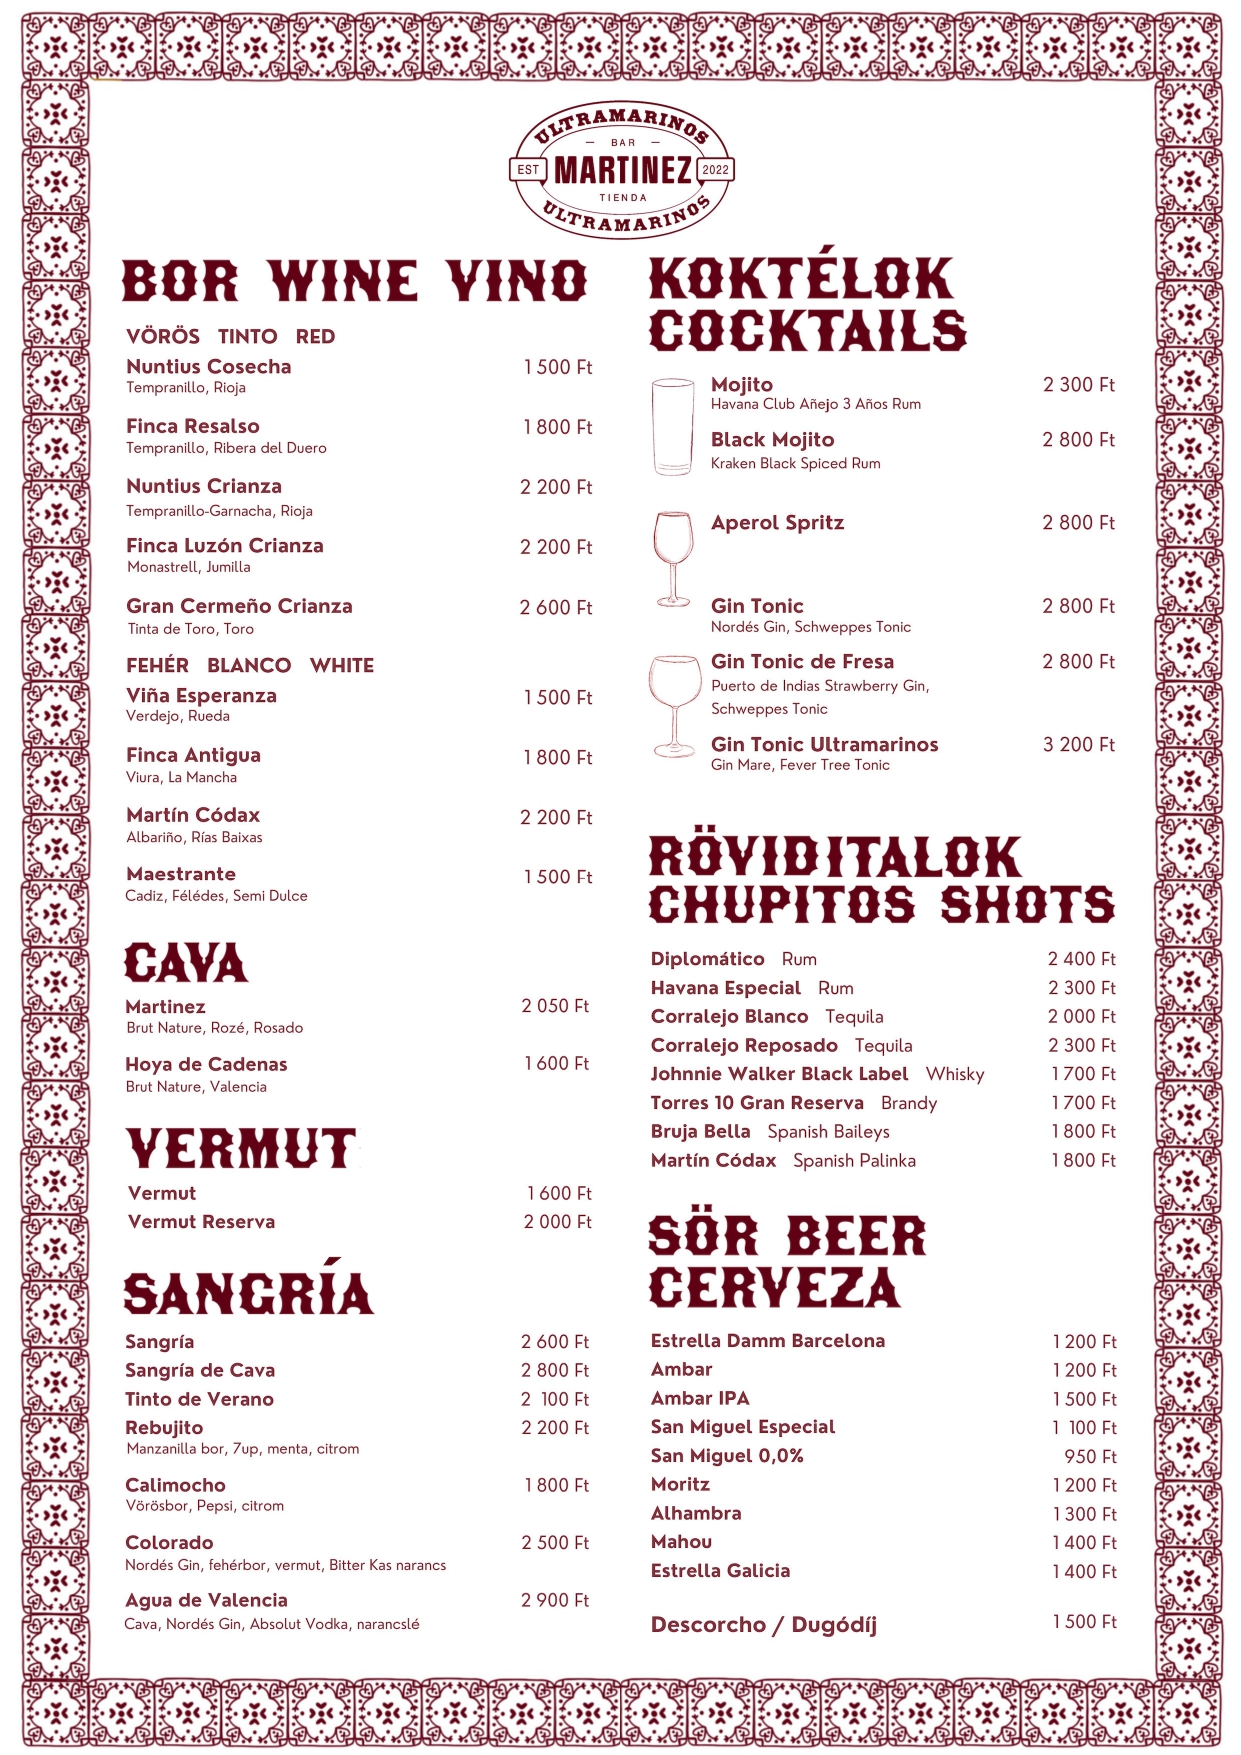 ULTRAMARINOS
BAR
EST MARTINEZ 2022
TIENDA
ULTRAMARINOS
BOR WINE VINO
VÖRÖS TINTO RED
Nuntius Cosecha 1 500 Ft
Tempranillo, Rioja
Finca Resalso 1 800 Ft
Tempranillo, Ribera del Duero
Nuntius Crianza 2 200 Ft
Tempranillo-Garnacha, Rioja
Finca Luzón Crianza 2 200 Ft
Monastrell, Jumilla
Gran Cermeño Crianza 2 600 Ft
Tinta de Toro, Toro
FEHÉR BLANCO WHITE
Viña Esperanza 1 500 Ft
Verdejo, Rueda
Finca Antigua 1 800 Ft
Viura, La Mancha
Martín Códax 2 200 Ft
Albariño, Rías Baixas
Maestrante 1 500 Ft
Cadiz, Félédes, Semi Dulce
CAVA
Martinez 2 050 Ft
Brut Nature, Rozé, Rosado
Hoya de Cadenas 1 600 Ft
Brut Nature, Valencia
VERMUT
Vermut 1 600 Ft
Vermut Reserva 2 000 Ft
SANGRÍA
Sangría 2 600 Ft
Sangría de Cava 2 800 Ft
Tinto de Verano 2 100 Ft
Rebujito 2 200 Ft
Manzanilla bor, 7up, menta, citrom
Calimocho 1 800 Ft
Vörösbor, Pepsi, citrom
Colorado 2 500 Ft
Nordés Gin, fehérbor, vermut, Bitter Kas narancs
Agua de Valencia 2 900 Ft
Cava, Nordés Gin, Absolut Vodka, narancslé
KOKTÉLOK
COCKTAILS
Mojito 2 300 Ft
Havana Club Añejo 3 Años Rum
Black Mojito 2 800 Ft
Kraken Black Spiced Rum
Aperol Spritz 2 800 Ft
Gin Tonic 2 800 Ft
Nordés Gin, Schweppes Tonic
Gin Tonic de Fresa 2 800 Ft
Puerto de Indias Strawberry Gin,
Schweppes Tonic
Gin Tonic Ultramarinos 3 200 Ft
Gin Mare, Fever Tree Tonic
RÖVIDITALOK
CHUPITOS SHOTS
Diplomático Rum 2 400 Ft
Havana Especial Rum 2 300 Ft
Corralejo Blanco Tequila 2 000 Ft
Corralejo Reposado Tequila 2 300 Ft
Johnnie Walker Black Label Whisky 1 700 Ft
Torres 10 Gran Reserva Brandy 1 700 Ft
Bruja Bella Spanish Baileys 1 800 Ft
Martín Códax Spanish Palinka 1 800 Ft
SÖR BEER
CERVEZA
Estrella Damm Barcelona 1 200 Ft
Ambar 1 200 Ft
Ambar IPA 1 500 Ft
San Miguel Especial 1 100 Ft
San Miguel 0,0% 950 Ft
Moritz 1 200 Ft
Alhambra 1 300 Ft
Mahou 1 400 Ft
Estrella Galicia 1 400 Ft
Descorcho / Dugódíj 1 500 Ft